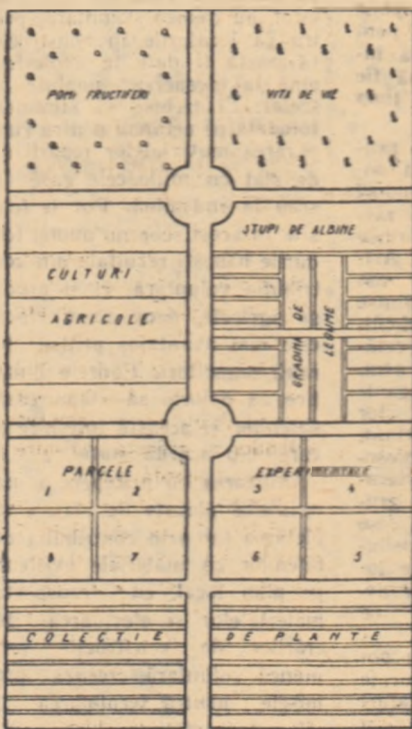 POMI FRUCTIFERI
VITA DE VIE
STUPI DE ALBINE
CULTURI
AGRICOLE
GRADINA DE
LEGUME
PARCELE EXPERIMENTALE
1 2 3 4
8 7 6 5
COLECTIE DE PLANTE